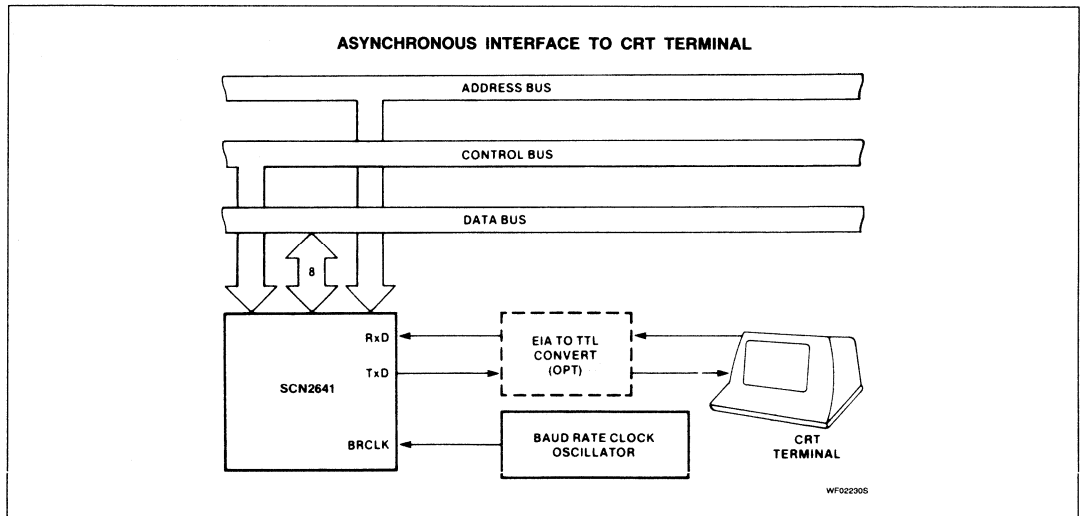 ASYNCHRONOUS INTERFACE TO CRT TERMINAL
ADDRESS BUS
CONTROL BUS
DATA BUS
8
RxD
TxD
SCN2641
BRCLK
EIA TO TTL
CONVERT
(OPT)
BAUD RATE CLOCK
OSCILLATOR
CRT
TERMINAL
WF02230S